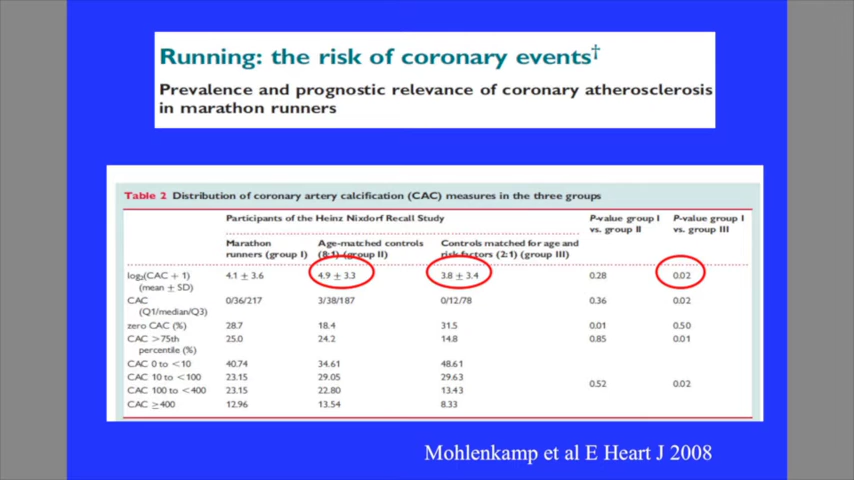 Running: the risk of coronary events†
Prevalence and prognostic relevance of coronary atherosclerosis
in marathon runners
Table 2 Distribution of coronary artery calcification (CAC) measures in the three groups
Participants of the Heinz Nixdorf Recall Study P-value group I vs. group II P-value group I vs. group III
Marathon runners (group I) Age-matched controls (8:1) (group II) Controls matched for age and risk factors (2:1) (group III)
log₂(CAC + 1) (mean ± SD) 4.1 ± 3.6 4.9 ± 3.3 3.8 ± 3.4 0.28 0.02
CAC (Q1/median/Q3) 0/36/217 3/38/187 0/12/78 0.36 0.02
zero CAC (%) 28.7 18.4 31.5 0.01 0.50
CAC >75th percentile (%) 25.0 24.2 14.8 0.85 0.01
CAC 0 to <10 40.74 34.61 48.61
CAC 10 to <100 23.15 29.05 29.63
0.52 0.02
CAC 100 to <400 23.15 22.80 13.43
CAC ≥400 12.96 13.54 8.33
Mohlenkamp et al E Heart J 2008